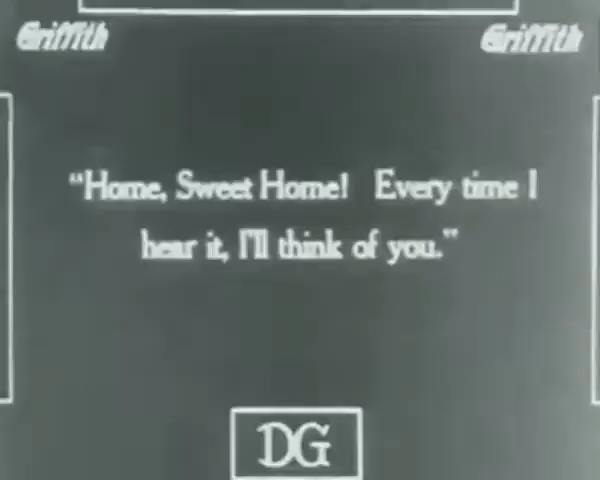 Griffith Griffith
"Home, Sweet Home! Every time I
hear it, I'll think of you."
DG